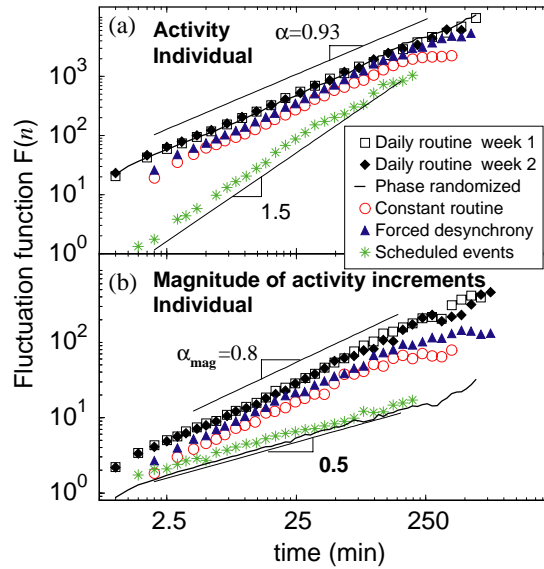 (a) Activity
Individual
α=0.93
1.5
10^3
10^2
10^1
10^0
Fluctuation function F(n)
Daily routine week 1
Daily routine week 2
Phase randomized
Constant routine
Forced desynchrony
Scheduled events
(b) Magnitude of activity increments
Individual
α_mag=0.8
0.5
10^2
10^1
10^0
2.5 25 250
time (min)